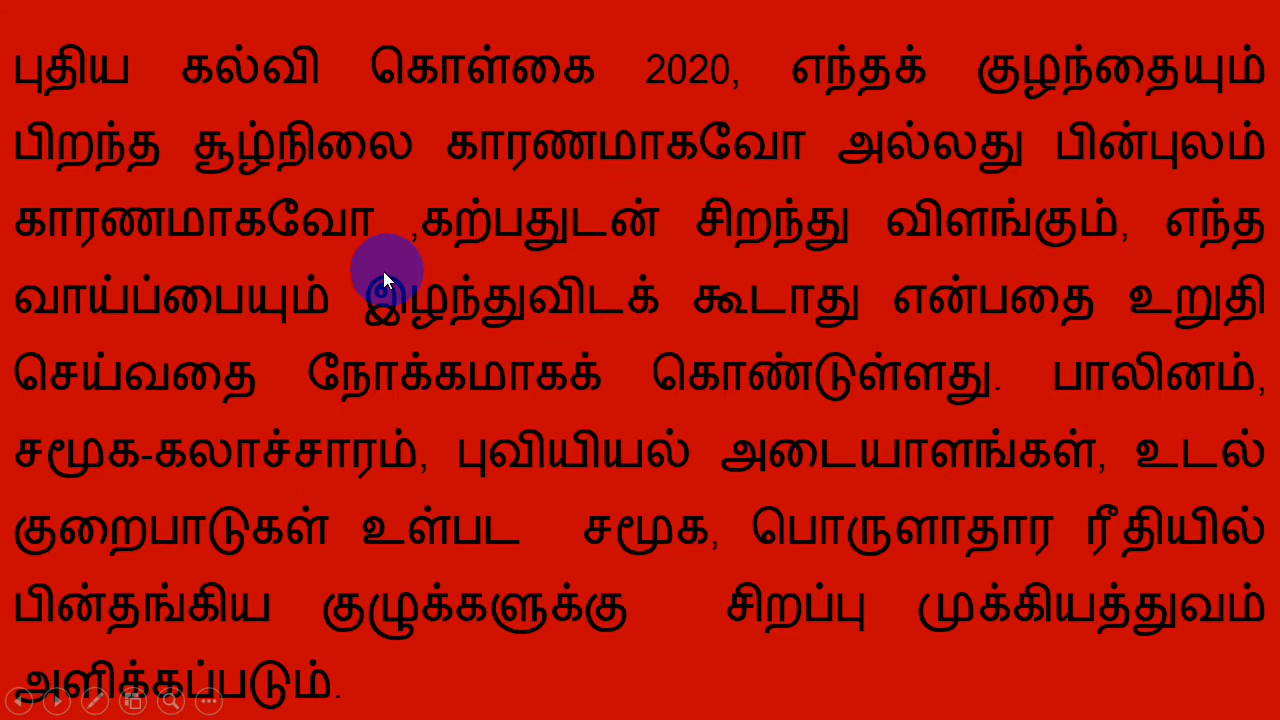 புதிய கல்வி கொள்கை 2020, எந்தக் குழந்தையும்
பிறந்த சூழ்நிலை காரணமாகவோ அல்லது பின்புலம்
காரணமாகவோ ,கற்பதுடன் சிறந்து விளங்கும், எந்த
வாய்ப்பையும் இழந்துவிடக் கூடாது என்பதை உறுதி
செய்வதை நோக்கமாகக் கொண்டுள்ளது. பாலினம்,
சமூக-கலாச்சாரம், புவியியல் அடையாளங்கள், உடல்
குறைபாடுகள் உள்பட சமூக, பொருளாதார ரீதியில்
பின்தங்கிய குழுக்களுக்கு சிறப்பு முக்கியத்துவம்
அளிக்கப்படும்.